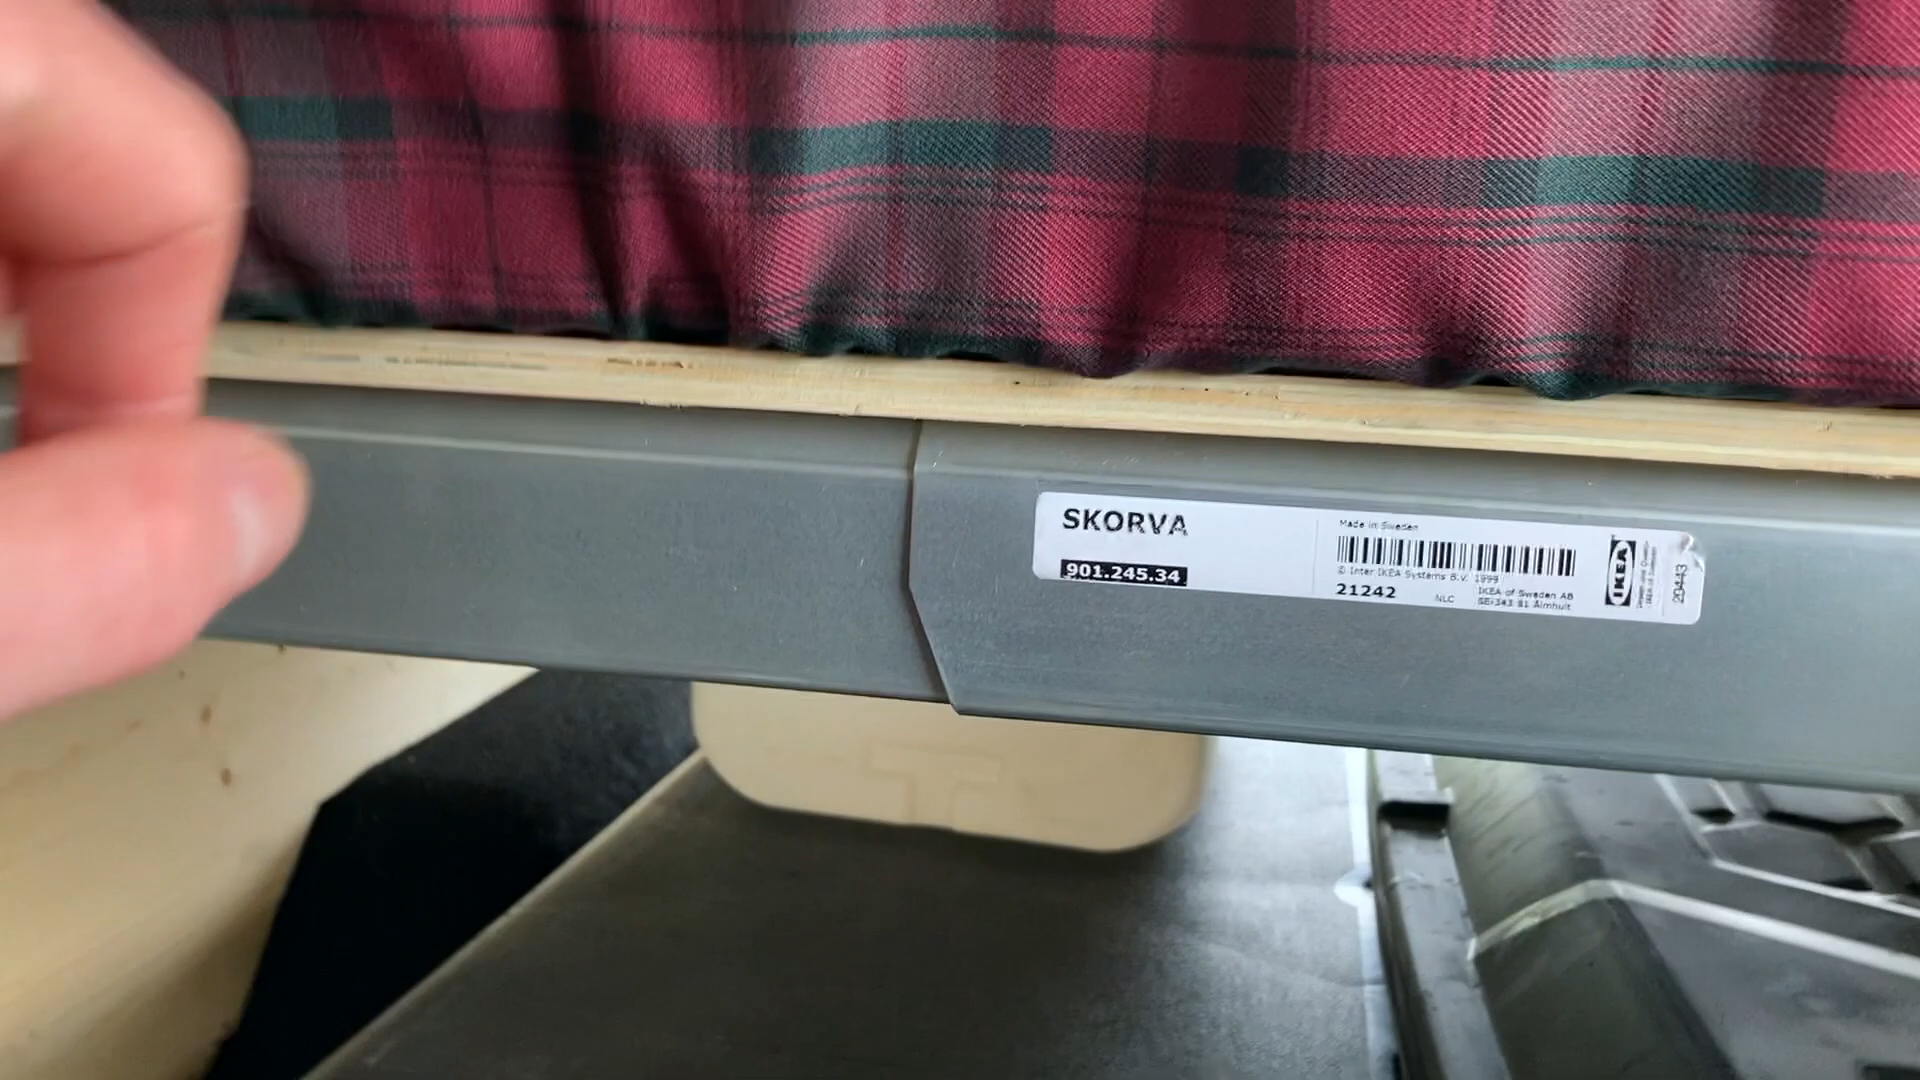 SKORVA
901.245.34
Made in Sweden
© Inter IKEA Systems B.V. 1999
21242
NLC
IKEA of Sweden AB
SE-343 81 Älmhult
IKEA
20443